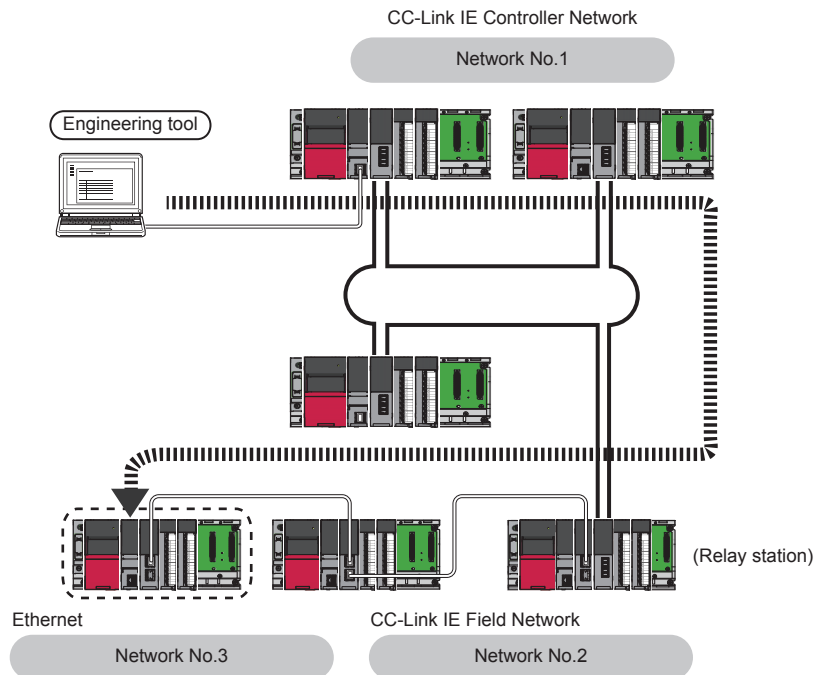 CC-Link IE Controller Network
Network No.1
Engineering tool
(Relay station)
Ethernet
CC-Link IE Field Network
Network No.3
Network No.2